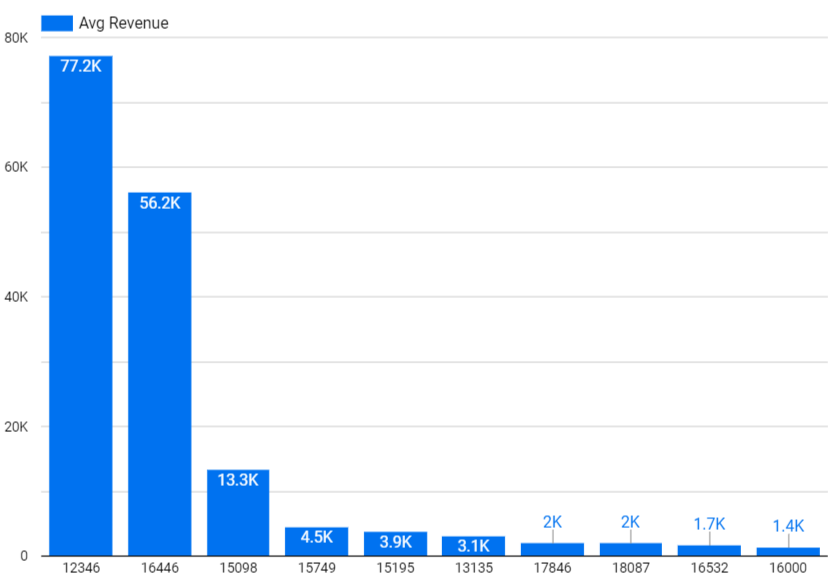 Avg Revenue
80K
60K
40K
20K
0
77.2K
56.2K
13.3K
4.5K
3.9K
3.1K
2K
2K
1.7K
1.4K
12346 16446 15098 15749 15195 13135 17846 18087 16532 16000